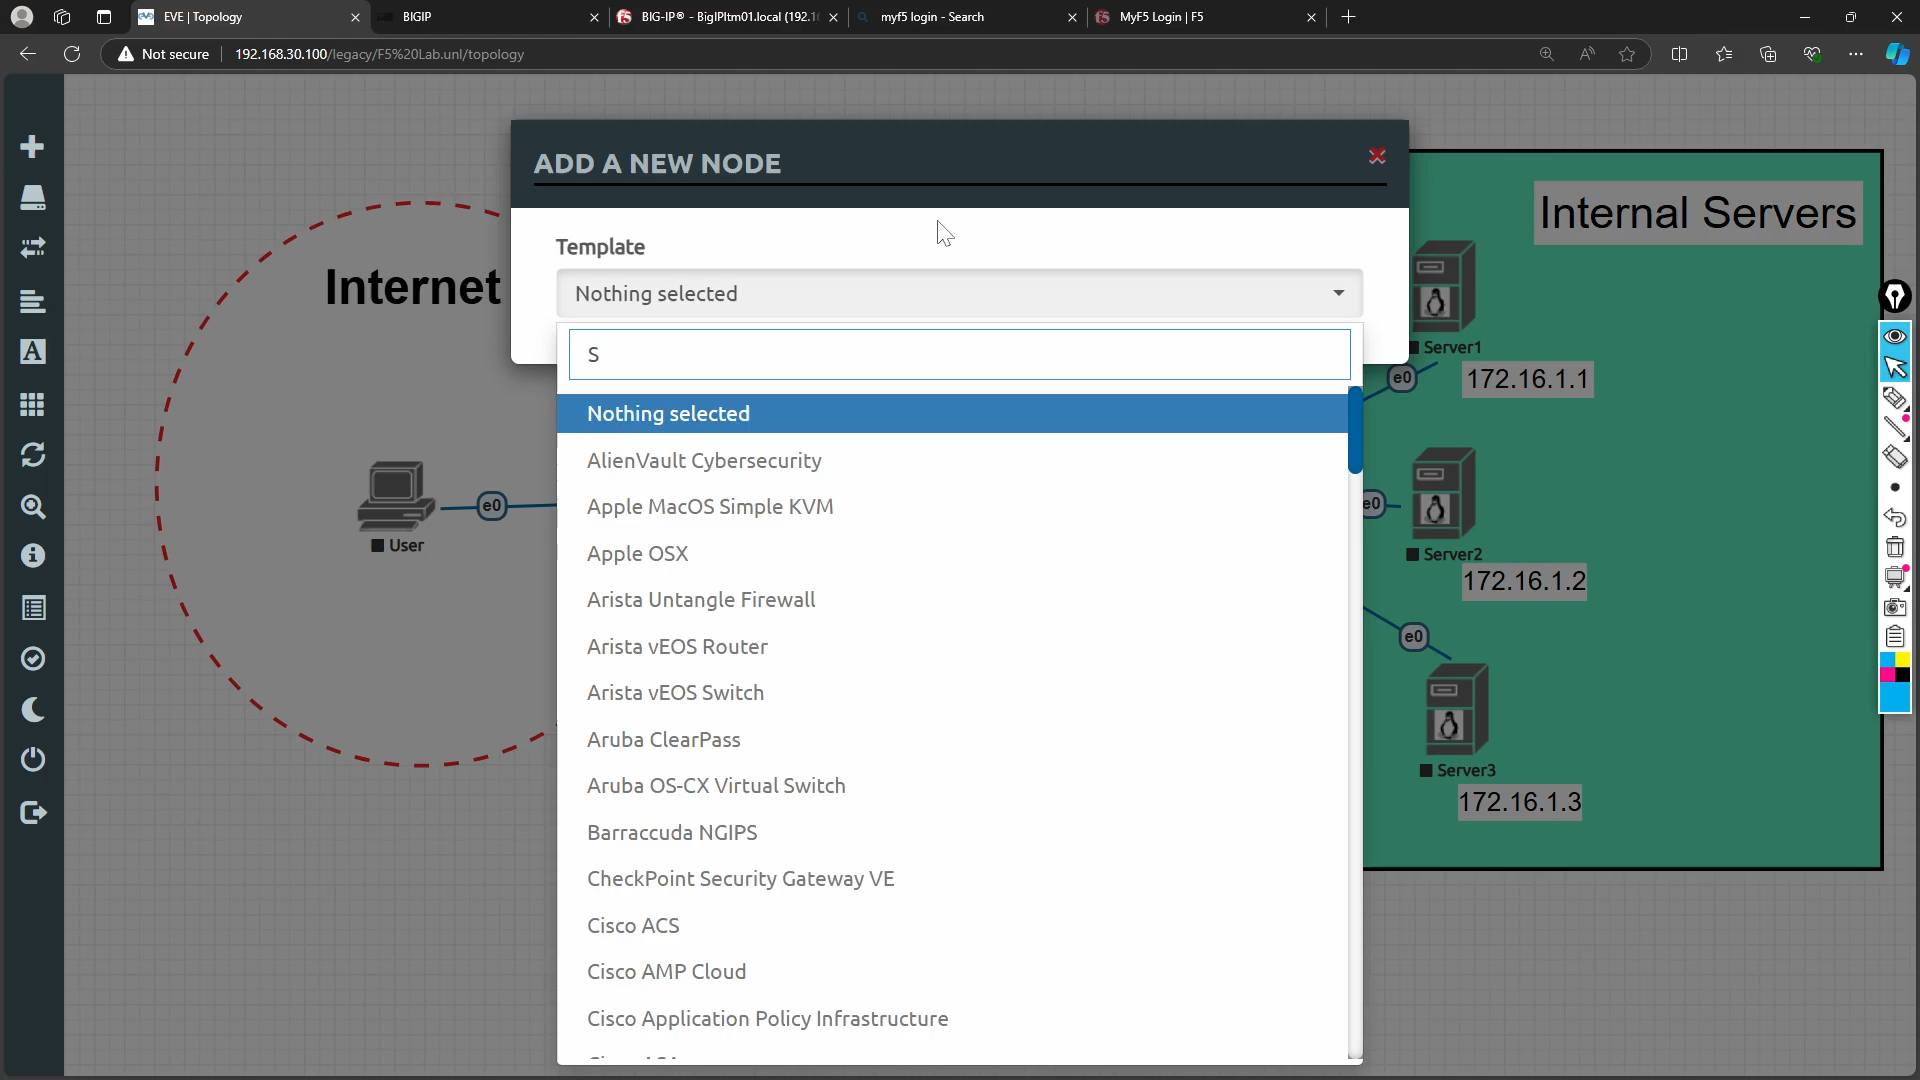 EVE | Topology
BIGIP
BIG-IP® - BigIPltm01.local (192.1
myf5 login - Search
MyF5 Login | F5
Not secure
192.168.30.100/legacy/F5%20Lab.unl/topology
ADD A NEW NODE
Template
Nothing selected
S
Nothing selected
AlienVault Cybersecurity
Apple MacOS Simple KVM
Apple OSX
Arista Untangle Firewall
Arista vEOS Router
Arista vEOS Switch
Aruba ClearPass
Aruba OS-CX Virtual Switch
Barraccuda NGIPS
CheckPoint Security Gateway VE
Cisco ACS
Cisco AMP Cloud
Cisco Application Policy Infrastructure
Internet
e0
User
Internal Servers
Server1
e0
172.16.1.1
e0
Server2
172.16.1.2
e0
Server3
172.16.1.3